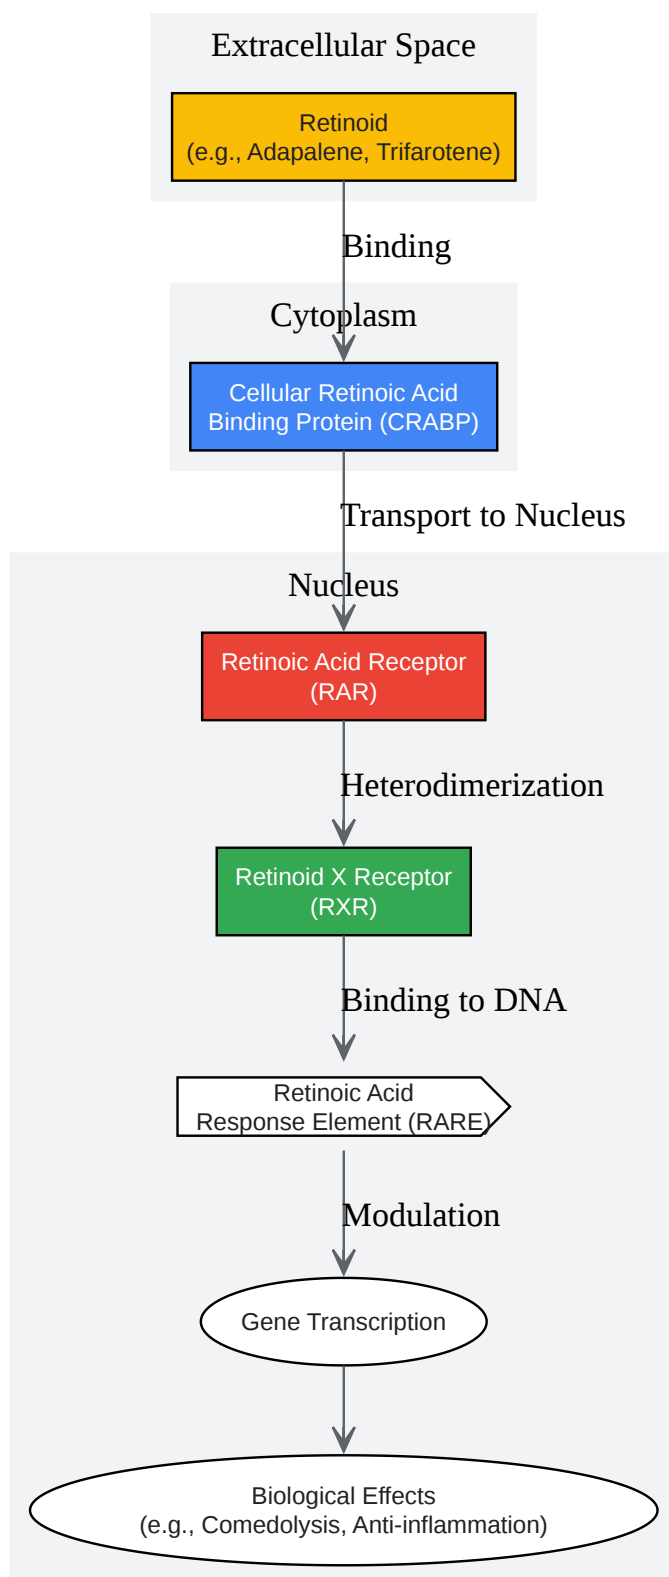 Extracellular Space
Retinoid
(e.g., Adapalene, Trifarotene)
Binding
Cytoplasm
Cellular Retinoic Acid
Binding Protein (CRABP)
Transport to Nucleus
Nucleus
Retinoic Acid Receptor
(RAR)
Heterodimerization
Retinoid X Receptor
(RXR)
Binding to DNA
Retinoic Acid
Response Element (RARE)
Modulation
Gene Transcription
Biological Effects
(e.g., Comedolysis, Anti-inflammation)